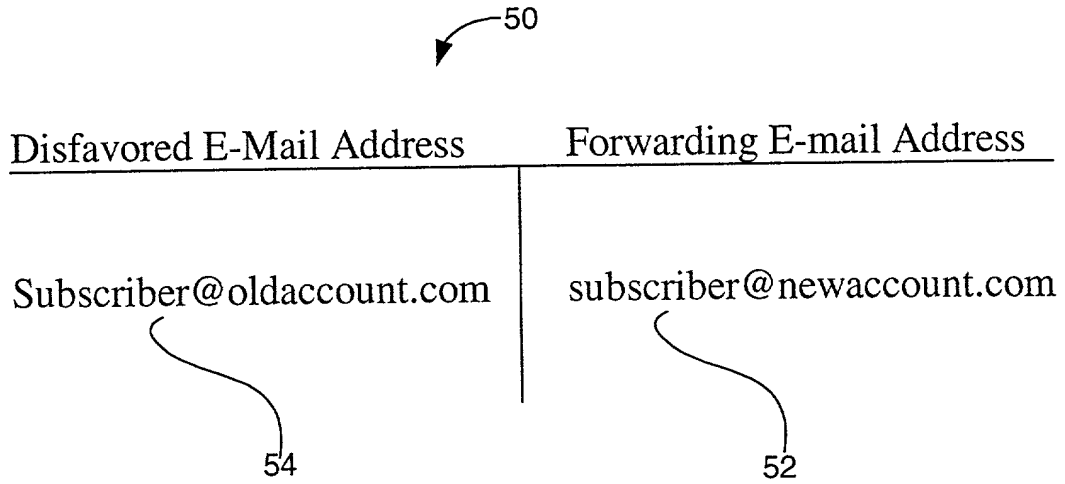 50
Disfavored E-Mail Address Forwarding E-mail Address
Subscriber@oldaccount.com subscriber@newaccount.com
54 52